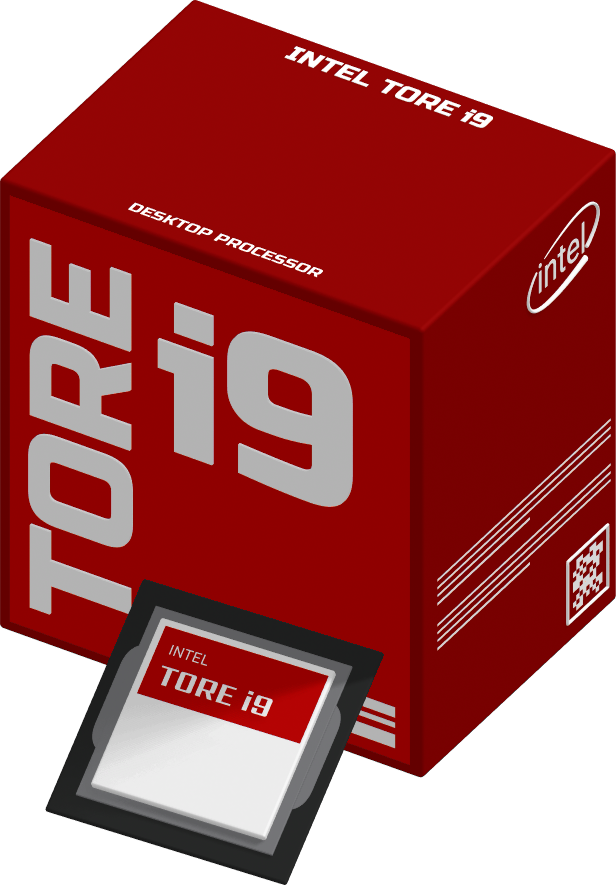 INTEL TORE i9
DESKTOP PROCESSOR
intel
TORE
i9
INTEL
TORE i9